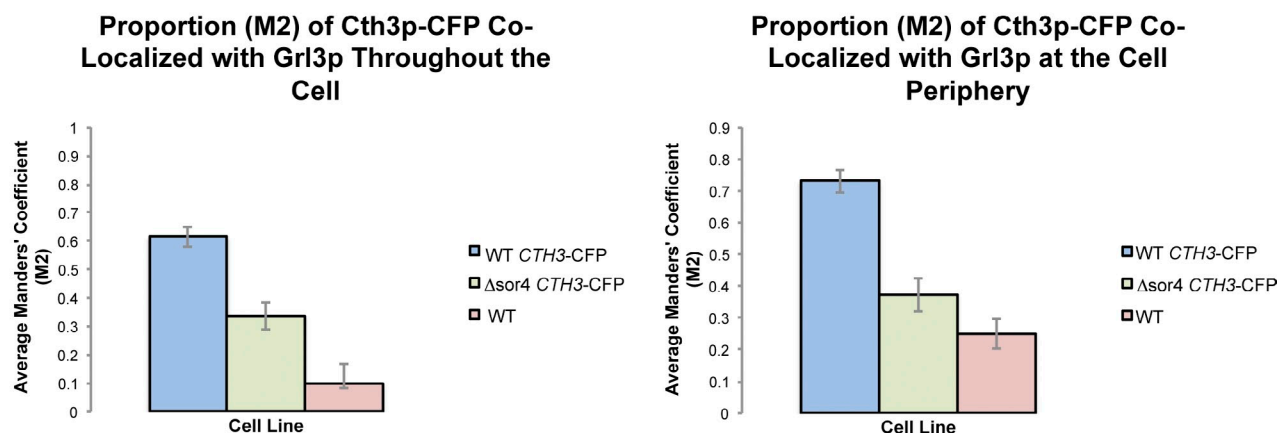 Proportion (M2) of Cth3p-CFP Co-
Localized with Grl3p Throughout the
Cell
Average Manders' Coefficient
(M2)
1
0.9
0.8
0.7
0.6
0.5
0.4
0.3
0.2
0.1
0
Cell Line
WT CTH3-CFP
Δsor4 CTH3-CFP
WT
Proportion (M2) of Cth3p-CFP Co-
Localized with Grl3p at the Cell
Periphery
Average Manders' Coefficient
(M2)
0.9
0.8
0.7
0.6
0.5
0.4
0.3
0.2
0.1
0
Cell Line
WT CTH3-CFP
Δsor4 CTH3-CFP
WT